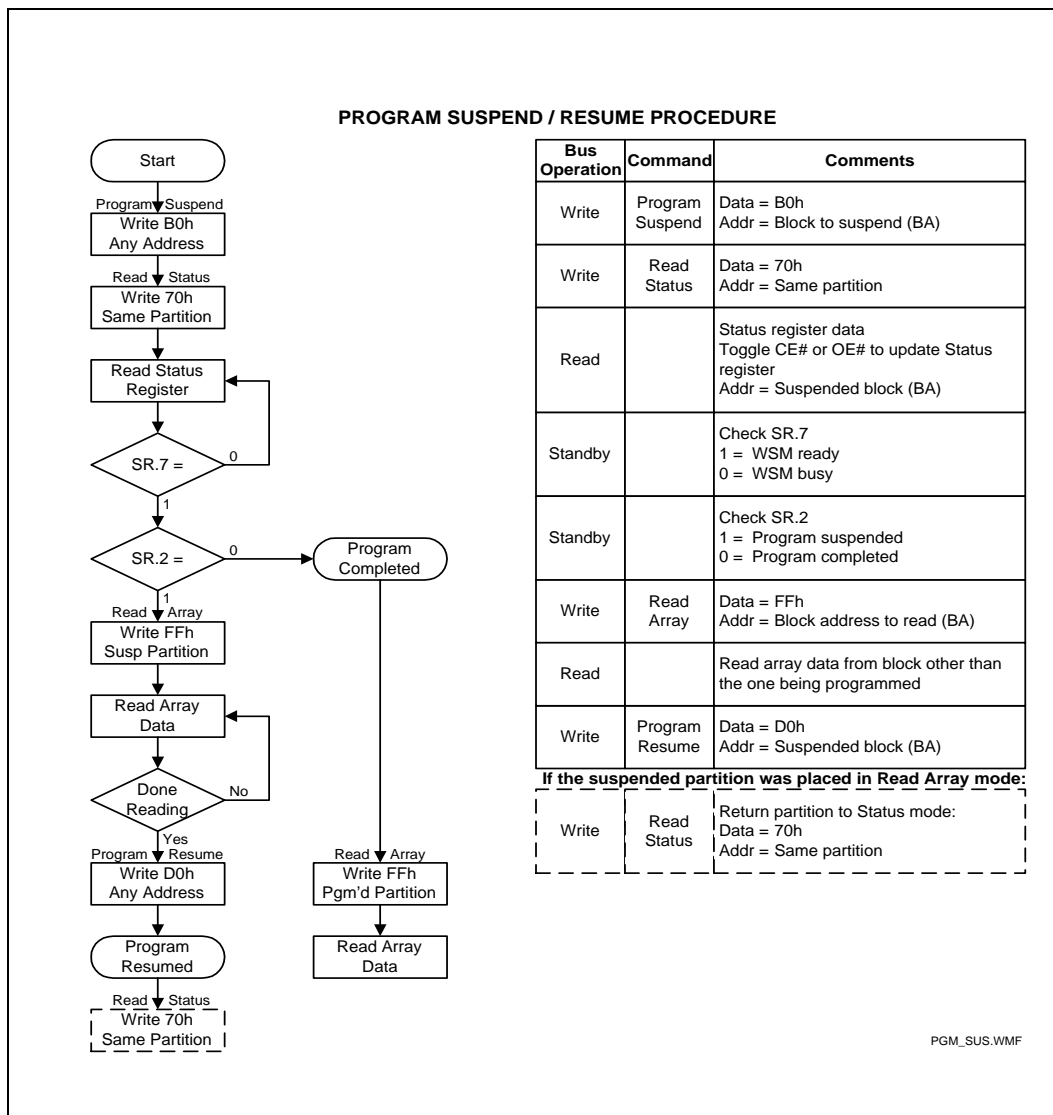 PROGRAM SUSPEND / RESUME PROCEDURE
Start
Program Suspend
Write B0h
Any Address
Read Status
Write 70h
Same Partition
Read Status
Register
SR.7 =
0
1
SR.2 =
0
Program
Completed
1
Read Array
Write FFh
Susp Partition
Read Array
Data
Done
Reading
No
Yes
Program Resume
Write D0h
Any Address
Read Array
Write FFh
Pgm'd Partition
Program
Resumed
Read Array
Data
Read Status
Write 70h
Same Partition
Bus
Operation
Command
Comments
Write
Program
Suspend
Data = B0h
Addr = Block to suspend (BA)
Write
Read
Status
Data = 70h
Addr = Same partition
Read
Status register data
Toggle CE# or OE# to update Status
register
Addr = Suspended block (BA)
Standby
Check SR.7
1 = WSM ready
0 = WSM busy
Standby
Check SR.2
1 = Program suspended
0 = Program completed
Write
Read
Array
Data = FFh
Addr = Block address to read (BA)
Read
Read array data from block other than
the one being programmed
Write
Program
Resume
Data = D0h
Addr = Suspended block (BA)
If the suspended partition was placed in Read Array mode:
Write
Read
Status
Return partition to Status mode:
Data = 70h
Addr = Same partition
PGM_SUS.WMF